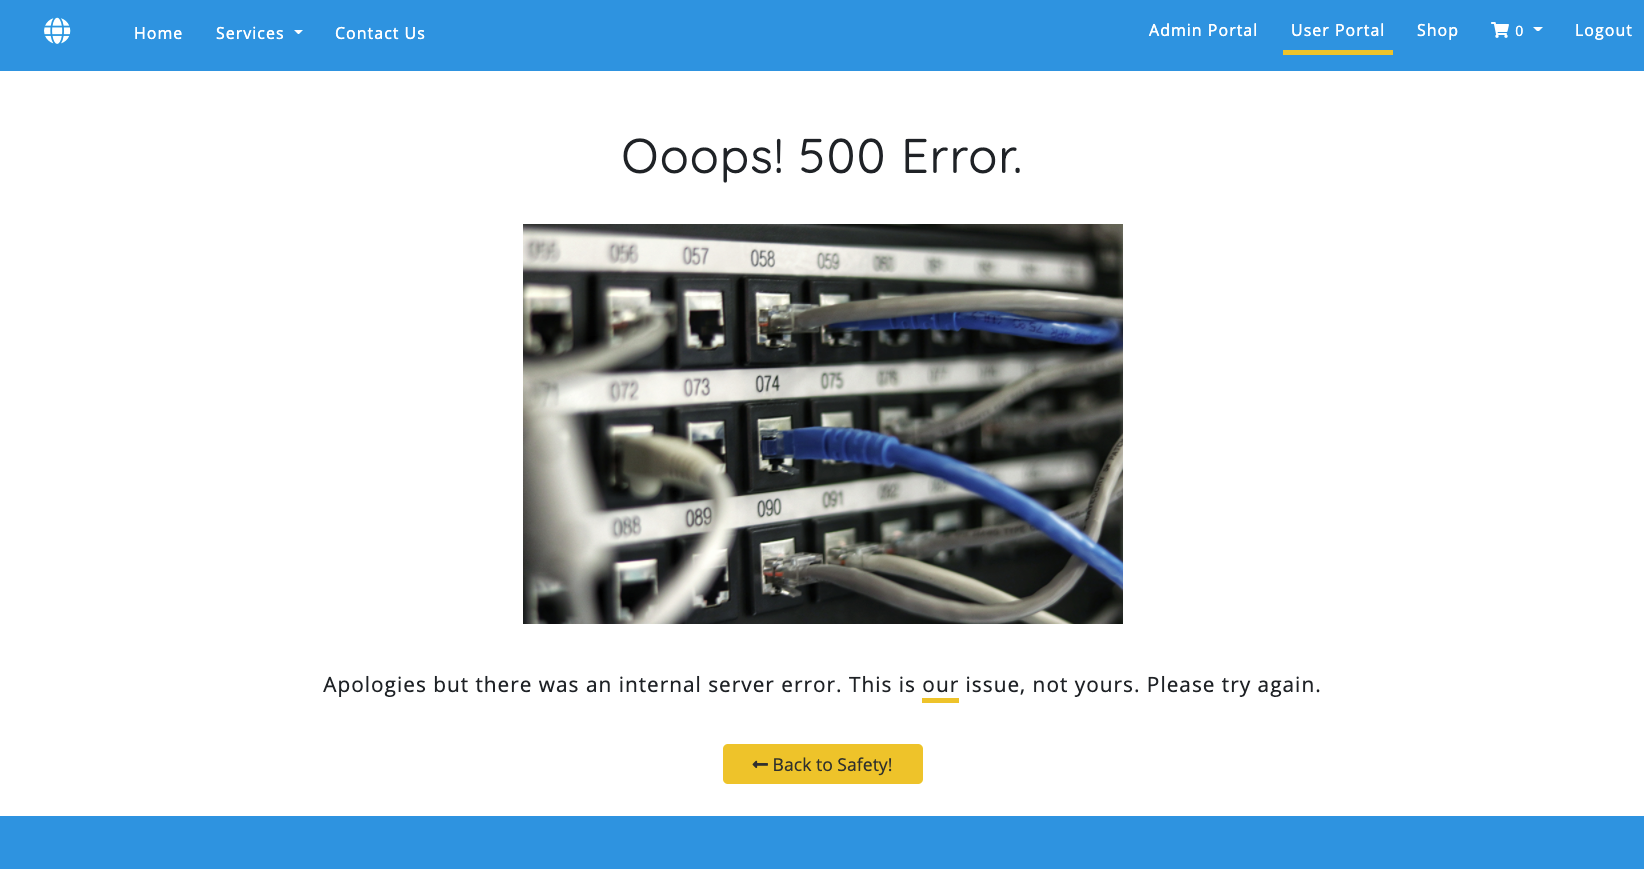 Home Services Contact Us Admin Portal User Portal Shop 0 Logout
Ooops! 500 Error.
056 057 058 059
072 073 074 075 076
088 089 090 091 092
Apologies but there was an internal server error. This is our issue, not yours. Please try again.
Back to Safety!